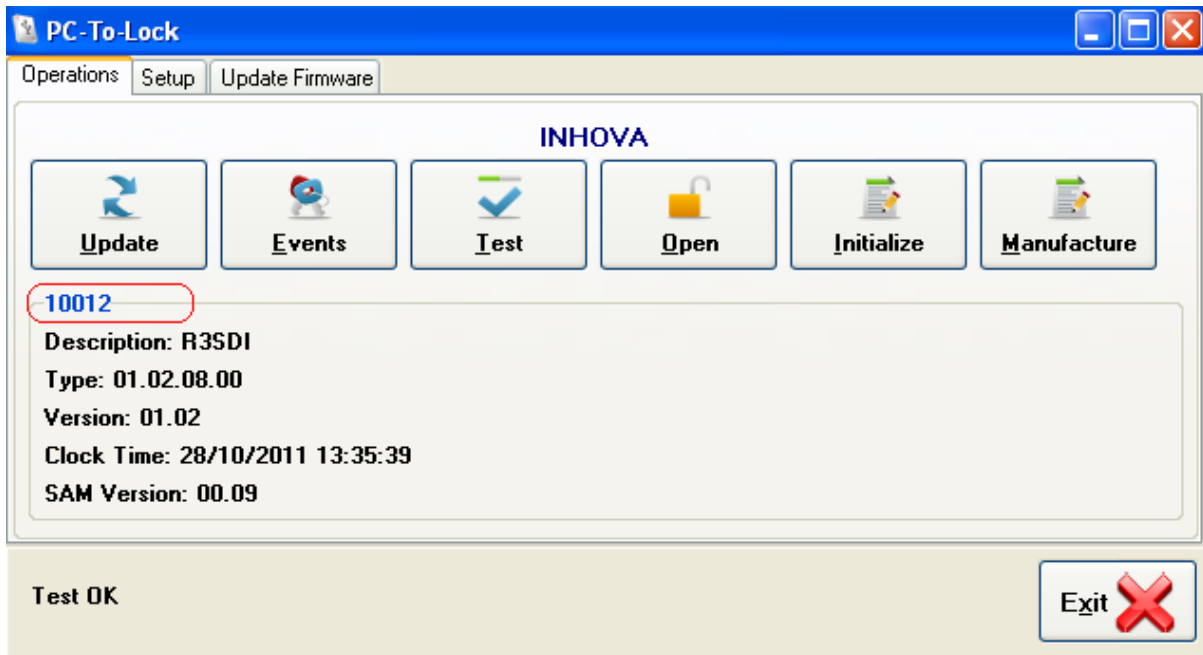 PC-To-Lock
Operations Setup Update Firmware
INHOVA
Update Events Test Open Initialize Manufacture
10012
Description: R3SDI
Type: 01.02.08.00
Version: 01.02
Clock Time: 28/10/2011 13:35:39
SAM Version: 00.09
Test OK
Exit